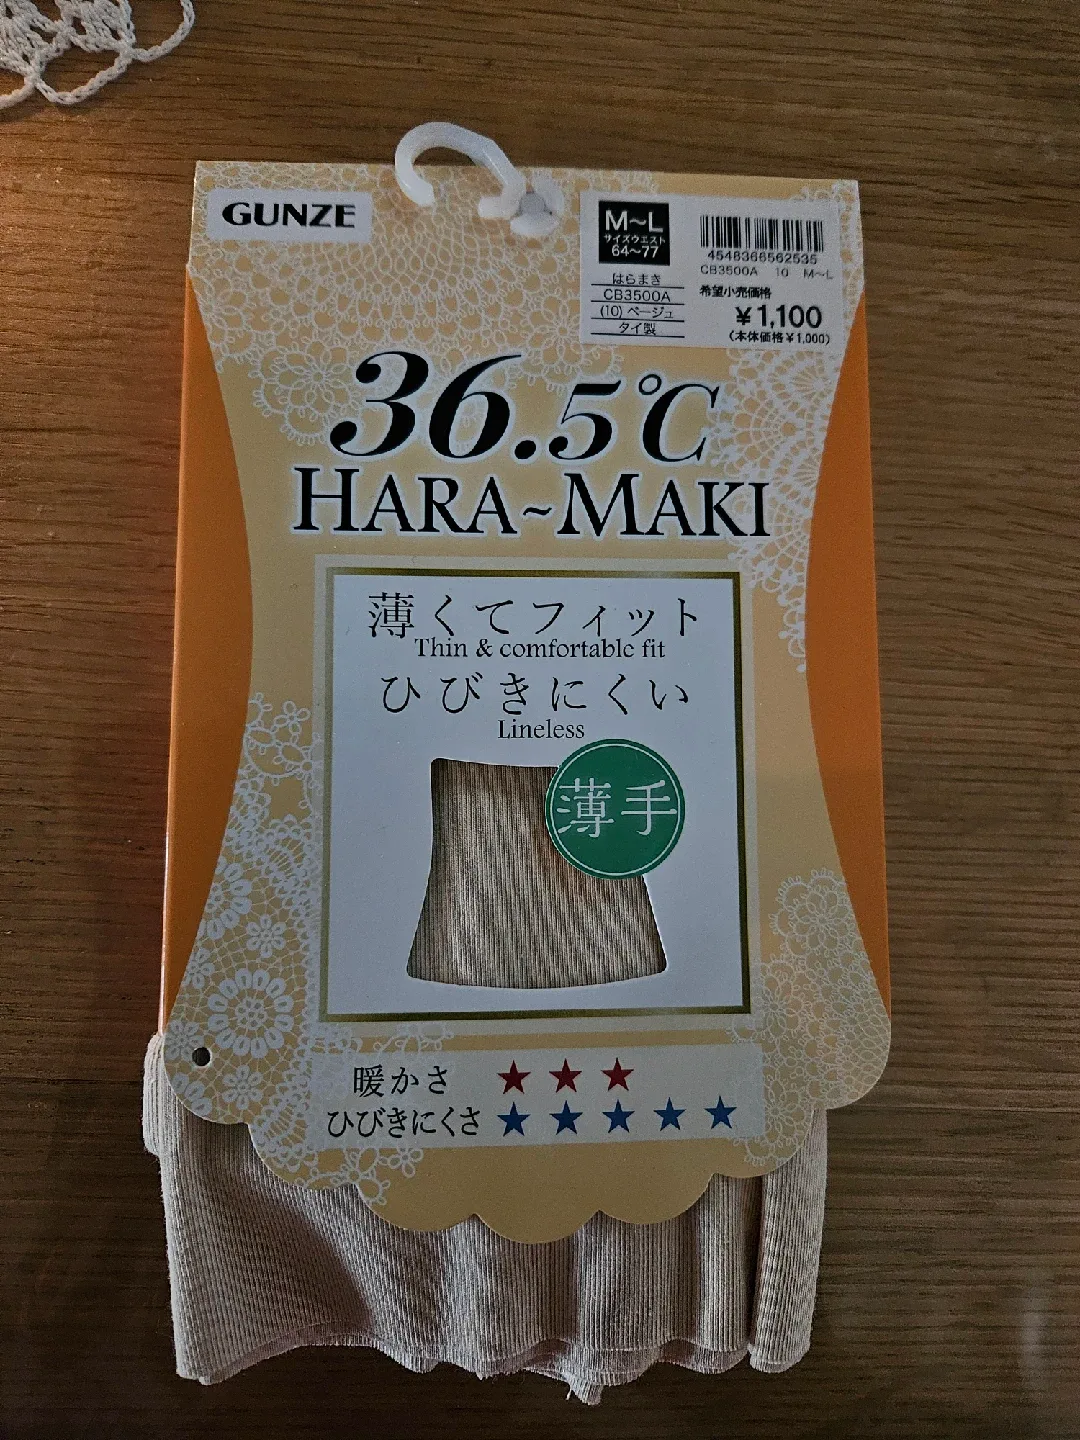 GUNZE
M～L
サイズウエスト
64～77
はらまき
CB3500A
(10) ベージュ
タイ製
4548366562535
CB3500A 10 M～L
希望小売価格
￥1,100
(本体価格￥1,000)
36.5℃
HARA~MAKI
薄くてフィット
Thin & comfortable fit
ひびきにくい
Lineless
薄手
暖かさ ★★★
ひびきにくさ ★★★★★